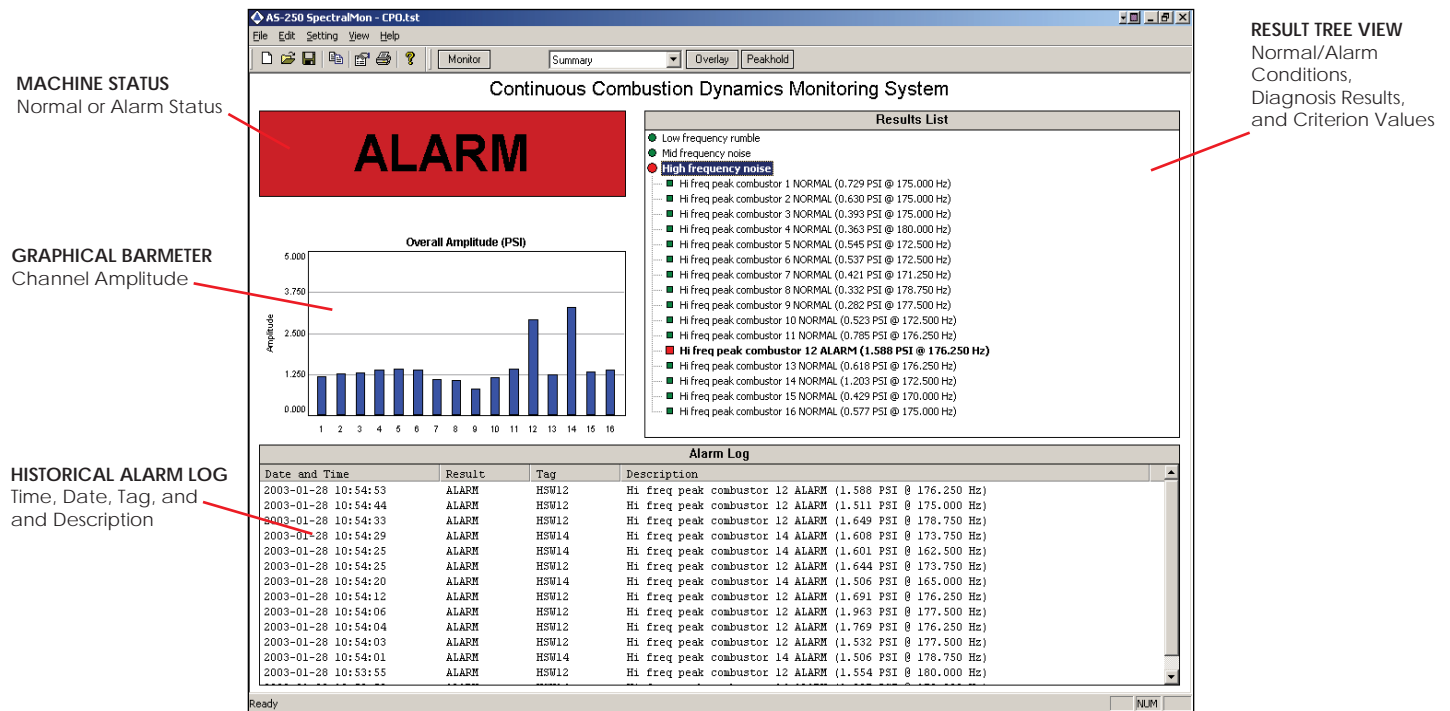 AS-250 SpectralMon - CPO.tst
File Edit Setting View Help
Monitor Summary Overlay Peakhold
Continuous Combustion Dynamics Monitoring System
MACHINE STATUS
Normal or Alarm Status
ALARM
GRAPHICAL BARMETER
Channel Amplitude
Overall Amplitude (PSI)
Amplitude
5.000
3.750
2.500
1.250
0.000
1 2 3 4 5 6 7 8 9 10 11 12 13 14 15 16
Results List
Low frequency rumble
Mid frequency noise
High frequency noise
Hi freq peak combustor 1 NORMAL (0.729 PSI @ 175.000 Hz)
Hi freq peak combustor 2 NORMAL (0.630 PSI @ 175.000 Hz)
Hi freq peak combustor 3 NORMAL (0.393 PSI @ 175.000 Hz)
Hi freq peak combustor 4 NORMAL (0.363 PSI @ 180.000 Hz)
Hi freq peak combustor 5 NORMAL (0.545 PSI @ 172.500 Hz)
Hi freq peak combustor 6 NORMAL (0.537 PSI @ 172.500 Hz)
Hi freq peak combustor 7 NORMAL (0.421 PSI @ 171.250 Hz)
Hi freq peak combustor 8 NORMAL (0.332 PSI @ 178.750 Hz)
Hi freq peak combustor 9 NORMAL (0.282 PSI @ 177.500 Hz)
Hi freq peak combustor 10 NORMAL (0.523 PSI @ 172.500 Hz)
Hi freq peak combustor 11 NORMAL (0.785 PSI @ 176.250 Hz)
Hi freq peak combustor 12 ALARM (1.588 PSI @ 176.250 Hz)
Hi freq peak combustor 13 NORMAL (0.618 PSI @ 176.250 Hz)
Hi freq peak combustor 14 NORMAL (1.203 PSI @ 172.500 Hz)
Hi freq peak combustor 15 NORMAL (0.429 PSI @ 170.000 Hz)
Hi freq peak combustor 16 NORMAL (0.577 PSI @ 175.000 Hz)
RESULT TREE VIEW
Normal/Alarm
Conditions,
Diagnosis Results,
and Criterion Values
HISTORICAL ALARM LOG
Time, Date, Tag, and
and Description
Alarm Log
Date and Time Result Tag Description
2003-01-28 10:54:53 ALARM HSW12 Hi freq peak combustor 12 ALARM (1.588 PSI @ 176.250 Hz)
2003-01-28 10:54:44 ALARM HSW12 Hi freq peak combustor 12 ALARM (1.511 PSI @ 175.000 Hz)
2003-01-28 10:54:33 ALARM HSW12 Hi freq peak combustor 12 ALARM (1.649 PSI @ 178.750 Hz)
2003-01-28 10:54:29 ALARM HSW14 Hi freq peak combustor 14 ALARM (1.608 PSI @ 173.750 Hz)
2003-01-28 10:54:25 ALARM HSW14 Hi freq peak combustor 14 ALARM (1.601 PSI @ 162.500 Hz)
2003-01-28 10:54:25 ALARM HSW12 Hi freq peak combustor 12 ALARM (1.644 PSI @ 173.750 Hz)
2003-01-28 10:54:20 ALARM HSW14 Hi freq peak combustor 14 ALARM (1.506 PSI @ 165.000 Hz)
2003-01-28 10:54:12 ALARM HSW12 Hi freq peak combustor 12 ALARM (1.691 PSI @ 176.250 Hz)
2003-01-28 10:54:06 ALARM HSW12 Hi freq peak combustor 12 ALARM (1.963 PSI @ 177.500 Hz)
2003-01-28 10:54:04 ALARM HSW12 Hi freq peak combustor 12 ALARM (1.769 PSI @ 176.250 Hz)
2003-01-28 10:54:03 ALARM HSW12 Hi freq peak combustor 12 ALARM (1.532 PSI @ 177.500 Hz)
2003-01-28 10:54:01 ALARM HSW14 Hi freq peak combustor 14 ALARM (1.506 PSI @ 178.750 Hz)
2003-01-28 10:53:55 ALARM HSW12 Hi freq peak combustor 12 ALARM (1.554 PSI @ 180.000 Hz)
Ready NUM